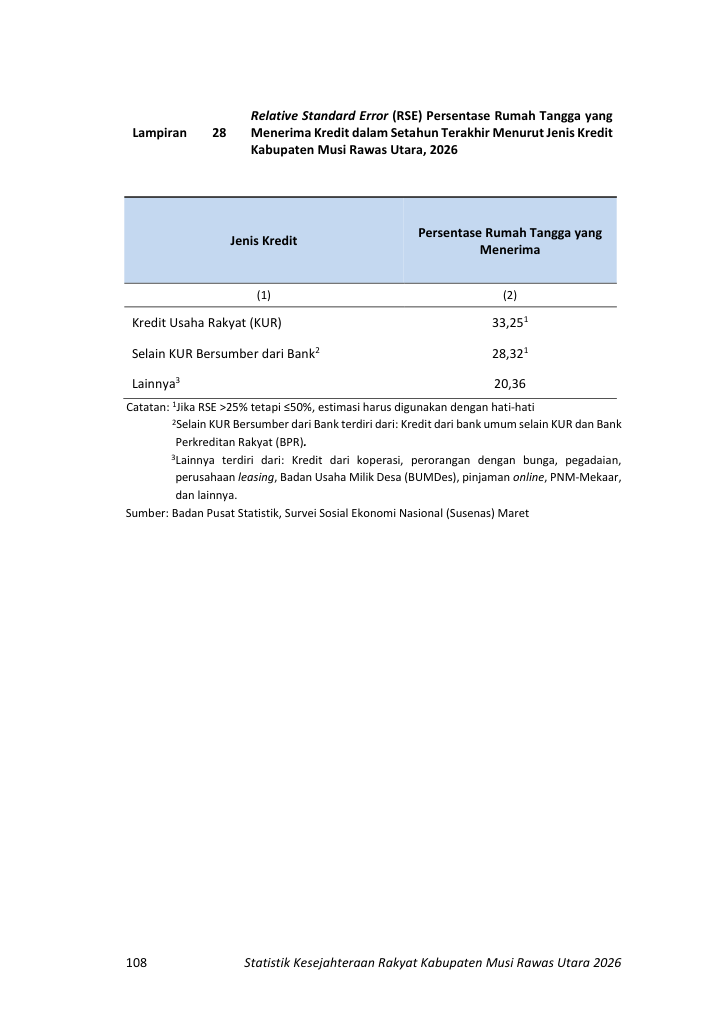 Lampiran 28 Relative Standard Error (RSE) Persentase Rumah Tangga yang
Menerima Kredit dalam Setahun Terakhir Menurut Jenis Kredit
Kabupaten Musi Rawas Utara, 2026
Jenis Kredit
Persentase Rumah Tangga yang
Menerima
(1) (2)
Kredit Usaha Rakyat (KUR) 33,25¹
Selain KUR Bersumber dari Bank² 28,32¹
Lainnya³ 20,36
Catatan: ¹Jika RSE >25% tetapi ≤50%, estimasi harus digunakan dengan hati-hati
²Selain KUR Bersumber dari Bank terdiri dari: Kredit dari bank umum selain KUR dan Bank
Perkreditan Rakyat (BPR).
³Lainnya terdiri dari: Kredit dari koperasi, perorangan dengan bunga, pegadaian,
perusahaan leasing, Badan Usaha Milik Desa (BUMDes), pinjaman online, PNM-Mekaar,
dan lainnya.
Sumber: Badan Pusat Statistik, Survei Sosial Ekonomi Nasional (Susenas) Maret
108 Statistik Kesejahteraan Rakyat Kabupaten Musi Rawas Utara 2026